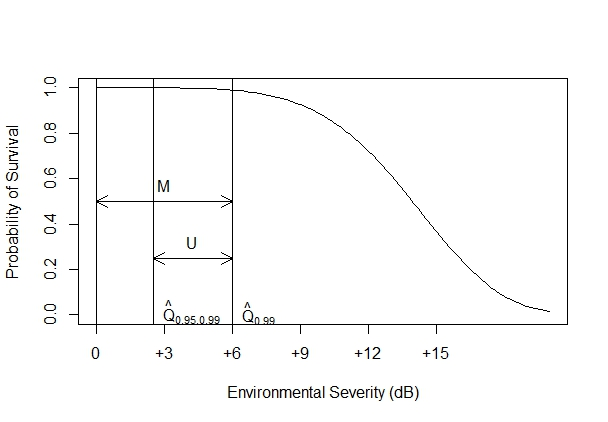 Probability of Survival
1.0
0.8
0.6
0.4
0.2
0.0
M
U
Q̂0.95,0.99 Q̂0.99
0 +3 +6 +9 +12 +15
Environmental Severity (dB)